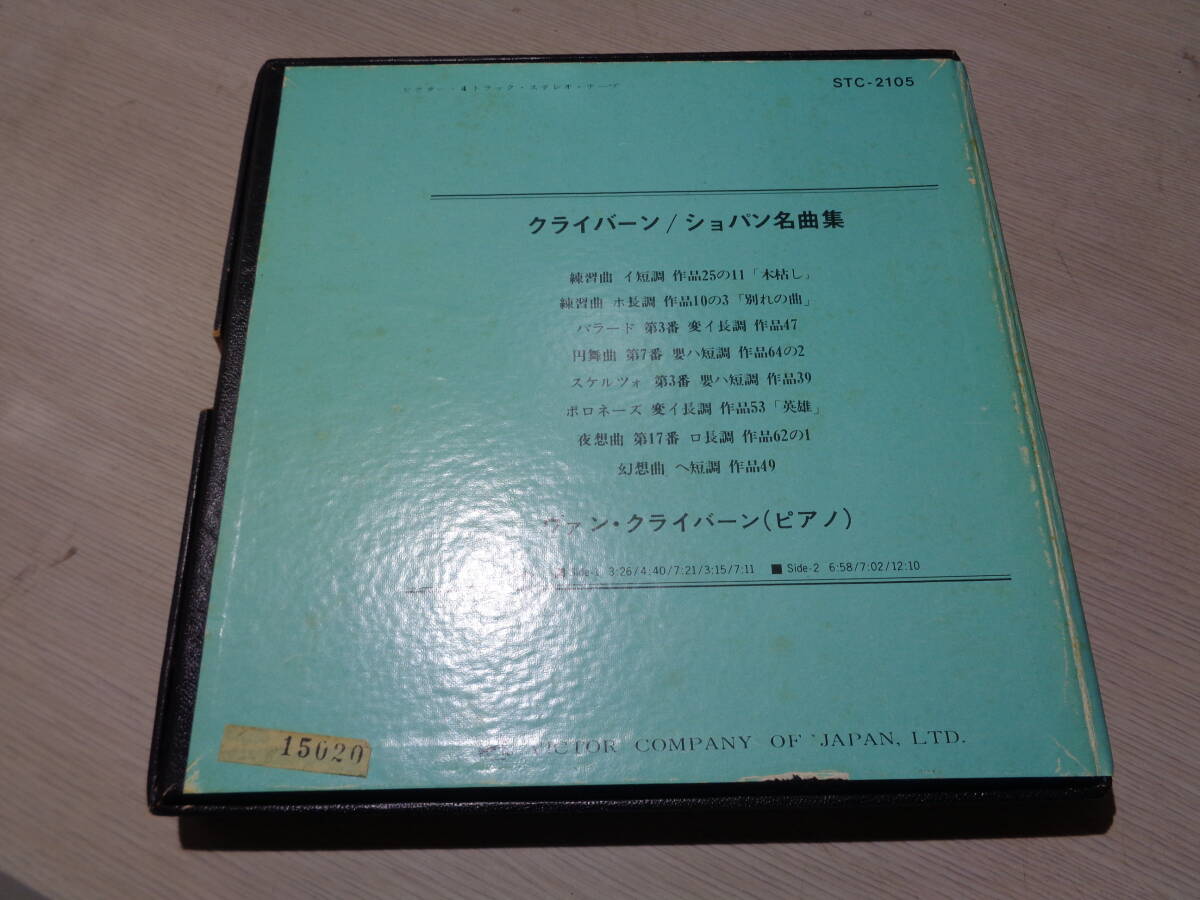 ビクター・4トラック・ステレオ・テープ
STC-2105
クライバーン/ショパン名曲集
練習曲 イ短調 作品25の11「木枯し」
練習曲 ホ長調 作品10の3「別れの曲」
バラード 第3番 変イ長調 作品47
円舞曲 第7番 嬰ハ短調 作品64の2
スケルツォ 第3番 嬰ハ短調 作品39
ポロネーズ 変イ長調 作品53「英雄」
夜想曲 第17番 ロ長調 作品62の1
幻想曲 ヘ短調 作品49
ヴァン・クライバーン(ピアノ)
■ Side-1 3:26/4:40/7:21/3:15/7:11 ■ Side-2 6:58/7:02/12:10
VICTOR COMPANY OF JAPAN, LTD.
15020